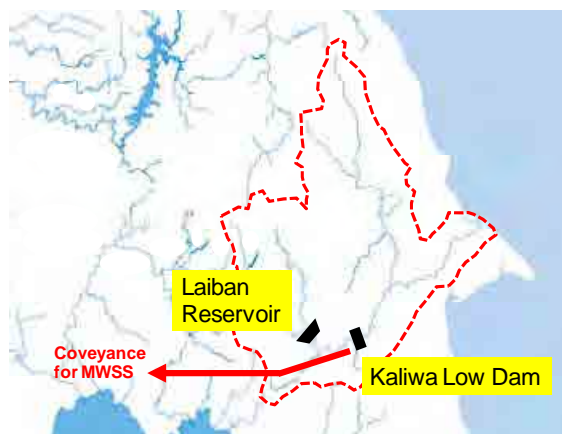 Laiban
Reservoir
Coveyance
for MWSS
Kaliwa Low Dam